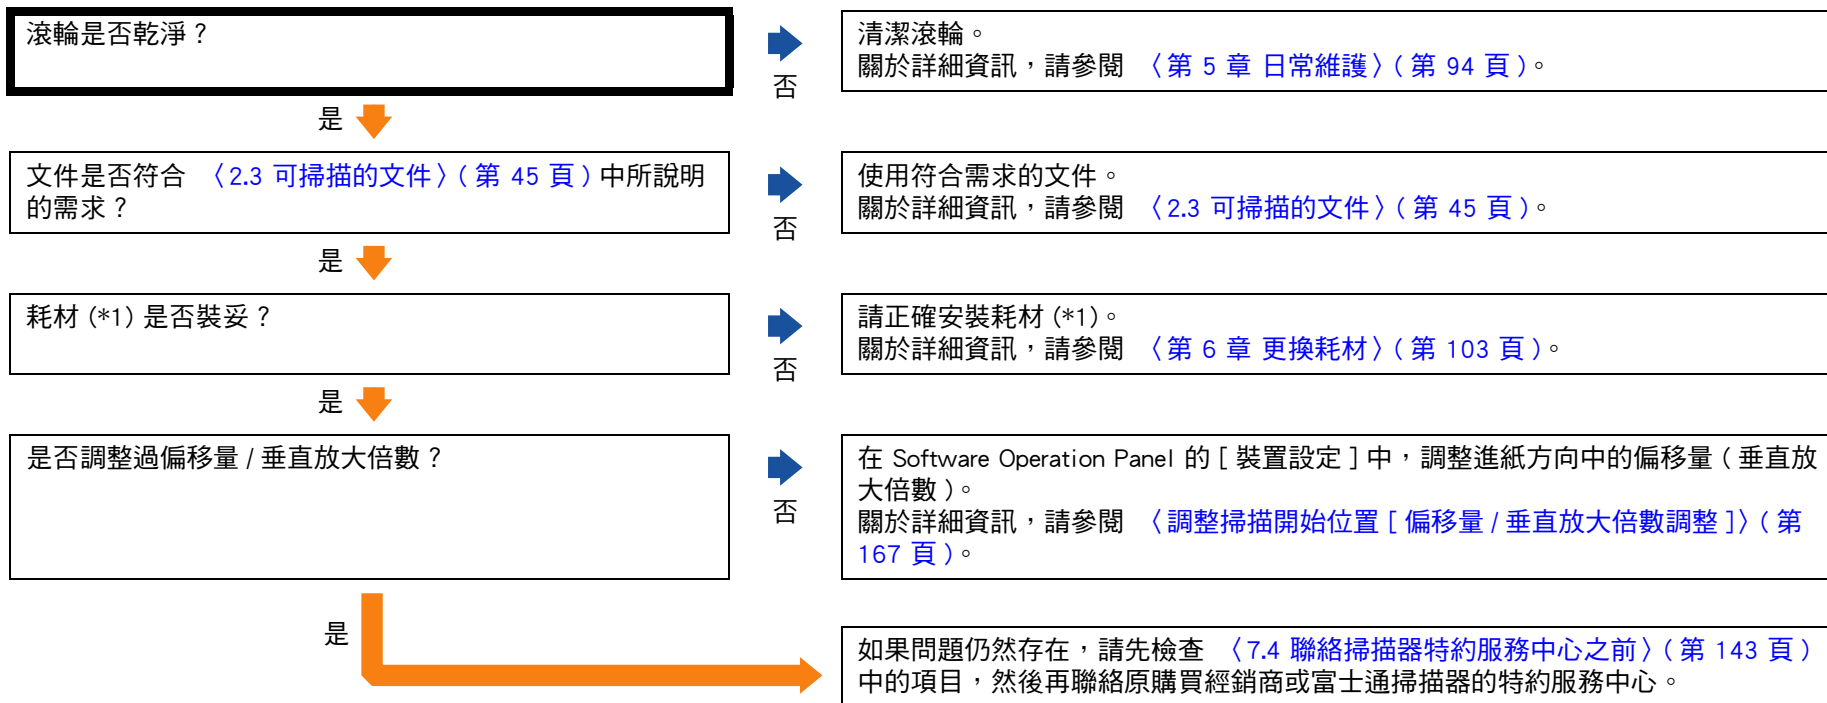 滾輪是否乾淨？
否
清潔滾輪。
關於詳細資訊，請參閱 〈第 5 章 日常維護〉( 第 94 頁 )。
是
文件是否符合 〈2.3 可掃描的文件〉( 第 45 頁 ) 中所說明
的需求？
否
使用符合需求的文件。
關於詳細資訊，請參閱 〈2.3 可掃描的文件〉( 第 45 頁 )。
是
耗材 (*1) 是否裝妥？
否
請正確安裝耗材 (*1)。
關於詳細資訊，請參閱 〈第 6 章 更換耗材〉( 第 103 頁 )。
是
是否調整過偏移量 / 垂直放大倍數？
否
在 Software Operation Panel 的 [ 裝置設定 ] 中，調整進紙方向中的偏移量 ( 垂直放
大倍數 )。
關於詳細資訊，請參閱 〈調整掃描開始位置 [ 偏移量 / 垂直放大倍數調整 ]〉( 第
167 頁 )。
是
如果問題仍然存在，請先檢查 〈7.4 聯絡掃描器特約服務中心之前〉( 第 143 頁 )
中的項目，然後再聯絡原購買經銷商或富士通掃描器的特約服務中心。